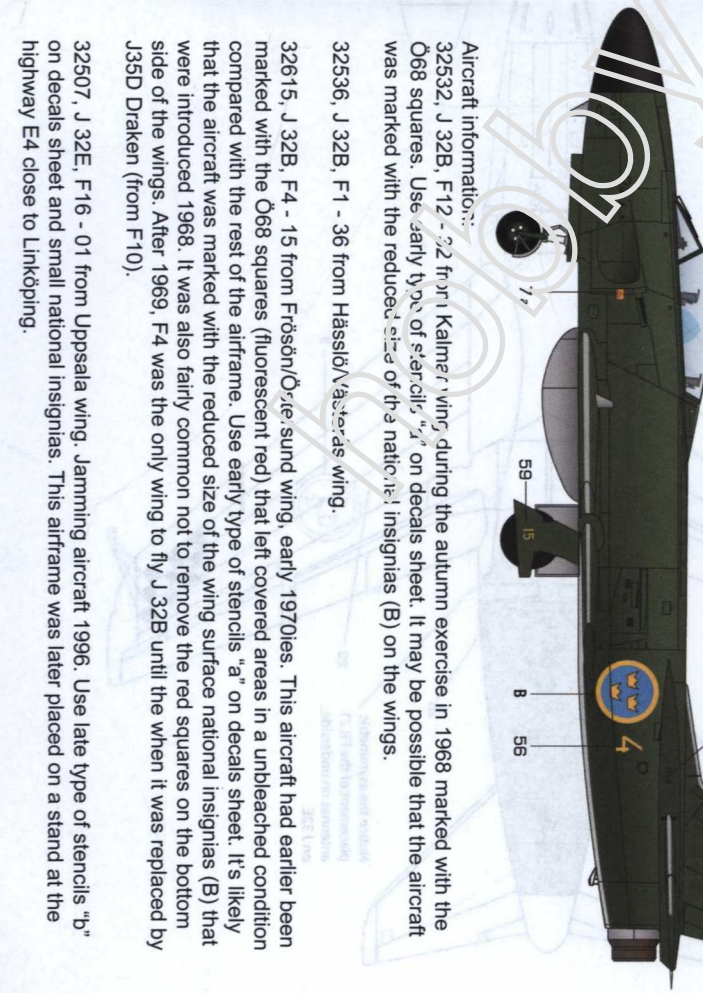 Aircraft information:
32532, J 32B, F12 - 32 from Kalmar wing during the autumn exercise in 1968 marked with the
Ö68 squares. Use early type of stencils "a" on decals sheet. It may be possible that the aircraft
was marked with the reduced size of the national insignias (B) on the wings.
32536, J 32B, F1 - 36 from Hässlö/Västerås wing.
32615, J 32B, F4 - 15 from Frösön/Östersund wing, early 1970ies. This aircraft had earlier been
marked with the Ö68 squares (fluorescent red) that left covered areas in a unbleached condition
compared with the rest of the airframe. Use early type of stencils "a" on decals sheet. It's likely
that the aircraft was marked with the reduced size of the wing surface national insignias (B) that
were introduced 1968. It was also fairly common not to remove the red squares on the bottom
side of the wings. After 1969, F4 was the only wing to fly J 32B until the when it was replaced by
J35D Draken (from F10).
32507, J 32E, F16 - 01 from Uppsala wing. Jamming aircraft 1996. Use late type of stencils "b"
on decals sheet and small national insignias. This airframe was later placed on a stand at the
highway E4 close to Linköping.
59
15
B
56
4
hobby